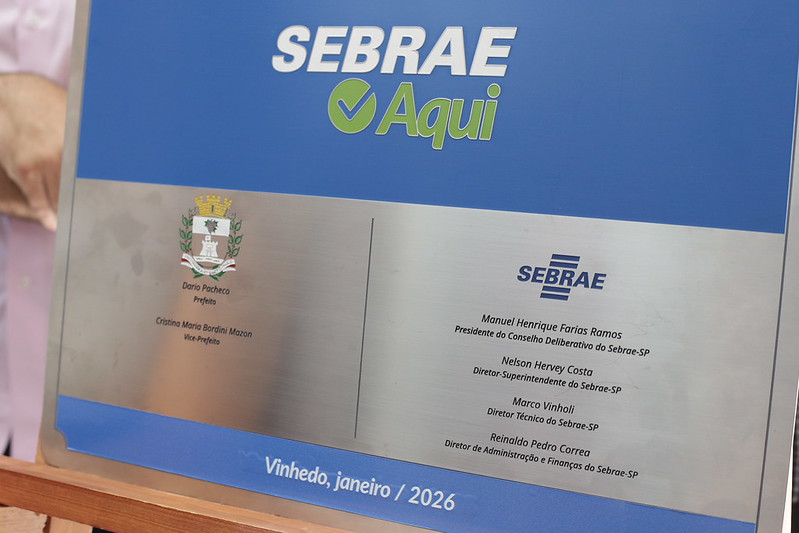 SEBRAE
Aqui
Dario Pacheco
Prefeito
Cristina Maria Bordini Mazon
Vice-Prefeito
SEBRAE
Manuel Henrique Farias Ramos
Presidente do Conselho Deliberativo do Sebrae-SP
Nelson Hervey Costa
Diretor-Superintendente do Sebrae-SP
Marco Vinholi
Diretor Técnico do Sebrae-SP
Reinaldo Pedro Correa
Diretor de Administração e Finanças do Sebrae-SP
Vinhedo, janeiro / 2026